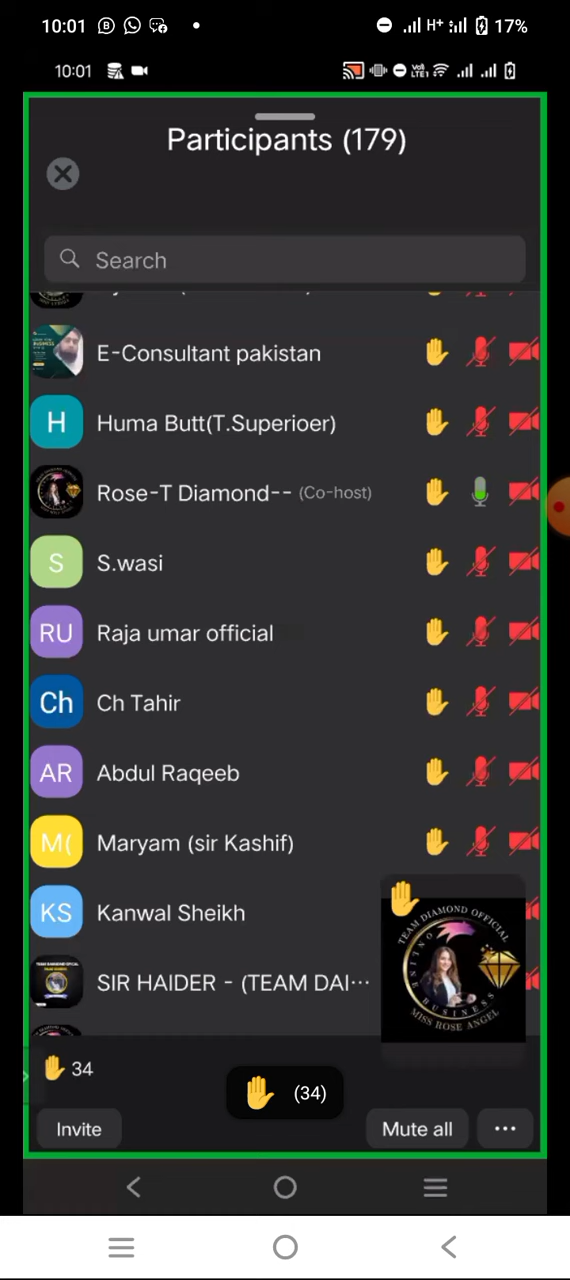 10:01 17%
10:01
Participants (179)
Search
E-Consultant pakistan
H Huma Butt(T.Superioer)
Rose-T Diamond-- (Co-host)
S S.wasi
RU Raja umar official
Ch Ch Tahir
AR Abdul Raqeeb
M( Maryam (sir Kashif)
KS Kanwal Sheikh
TEAM DIAMOND OFFICIAL
ONLINE BUSINESS
MISS ROSE ANGEL
SIR HAIDER - (TEAM DAI···
34
(34)
Invite Mute all